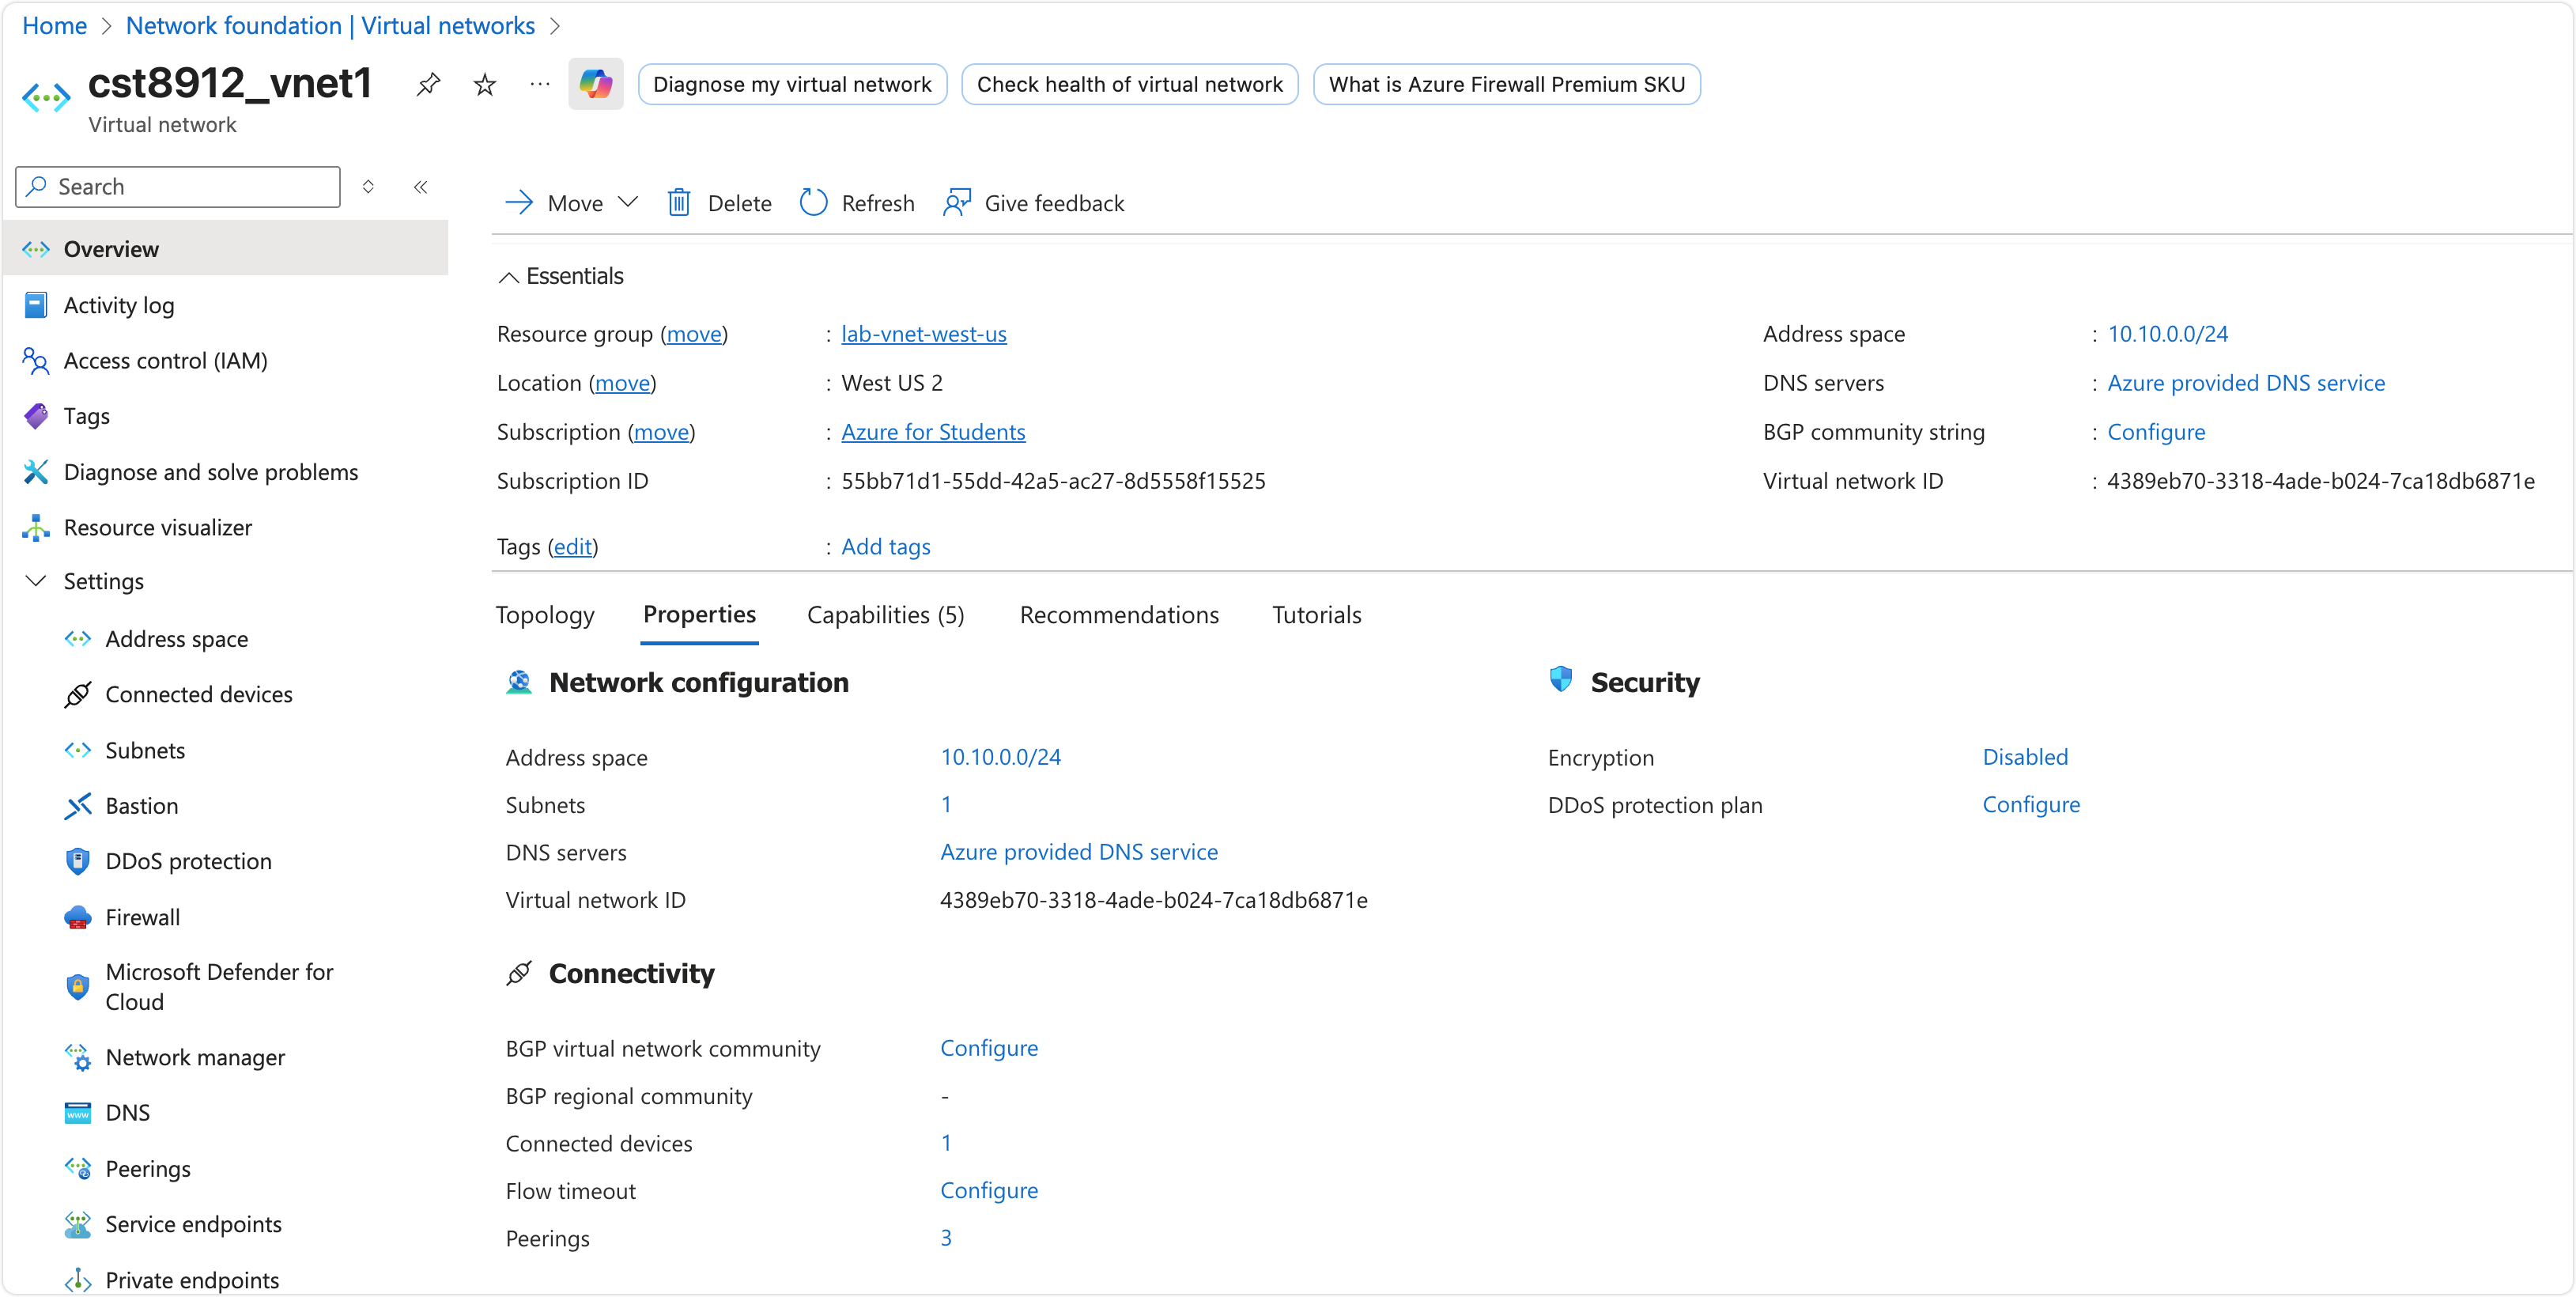 Home > Network foundation | Virtual networks >
cst8912_vnet1
Diagnose my virtual network
Check health of virtual network
What is Azure Firewall Premium SKU
Virtual network
Search
Overview
Activity log
Access control (IAM)
Tags
Diagnose and solve problems
Resource visualizer
Settings
Address space
Connected devices
Subnets
Bastion
DDoS protection
Firewall
Microsoft Defender for
Cloud
Network manager
DNS
Peerings
Service endpoints
Private endpoints
Move
Delete
Refresh
Give feedback
Essentials
Resource group (move) : lab-vnet-west-us
Location (move) : West US 2
Subscription (move) : Azure for Students
Subscription ID : 55bb71d1-55dd-42a5-ac27-8d5558f15525
Address space : 10.10.0.0/24
DNS servers : Azure provided DNS service
BGP community string : Configure
Virtual network ID : 4389eb70-3318-4ade-b024-7ca18db6871e
Tags (edit) : Add tags
Topology
Properties
Capabilities (5)
Recommendations
Tutorials
Network configuration
Address space 10.10.0.0/24
Subnets 1
DNS servers Azure provided DNS service
Virtual network ID 4389eb70-3318-4ade-b024-7ca18db6871e
Connectivity
BGP virtual network community Configure
BGP regional community -
Connected devices 1
Flow timeout Configure
Peerings 3
Security
Encryption Disabled
DDoS protection plan Configure